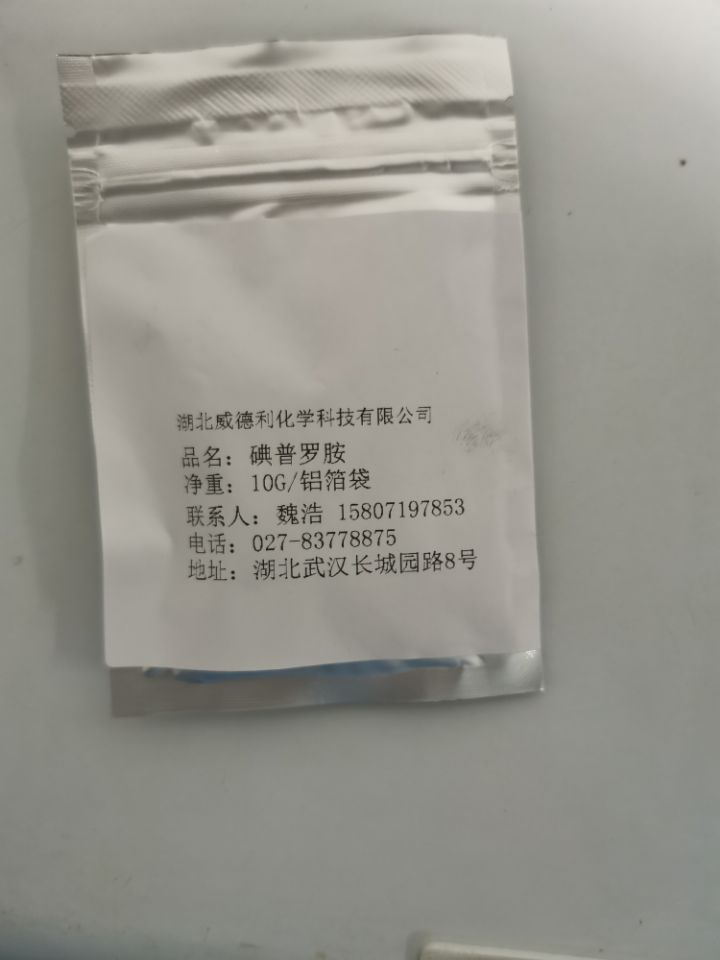 湖北威德利化学科技有限公司
品名：碘普罗胺
净重：10G/铝箔袋
联系人：魏浩 15807197853
电话：027-83778875
地址：湖北武汉长城园路8号